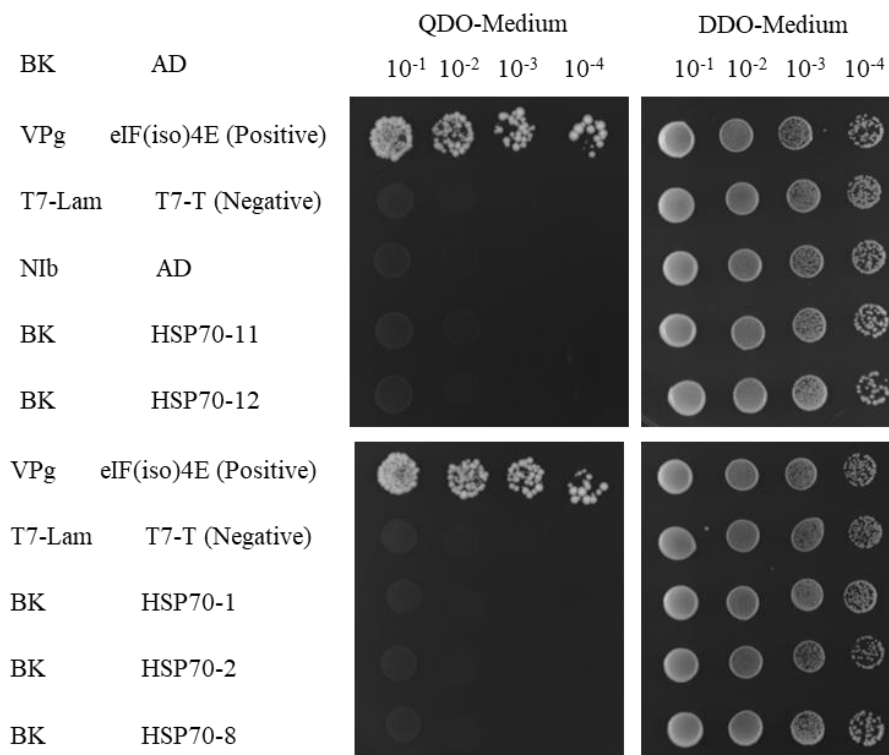 QDO-Medium DDO-Medium
BK AD 10-1 10-2 10-3 10-4 10-1 10-2 10-3 10-4
VPg eIF(iso)4E (Positive)
T7-Lam T7-T (Negative)
NIb AD
BK HSP70-11
BK HSP70-12
VPg eIF(iso)4E (Positive)
T7-Lam T7-T (Negative)
BK HSP70-1
BK HSP70-2
BK HSP70-8